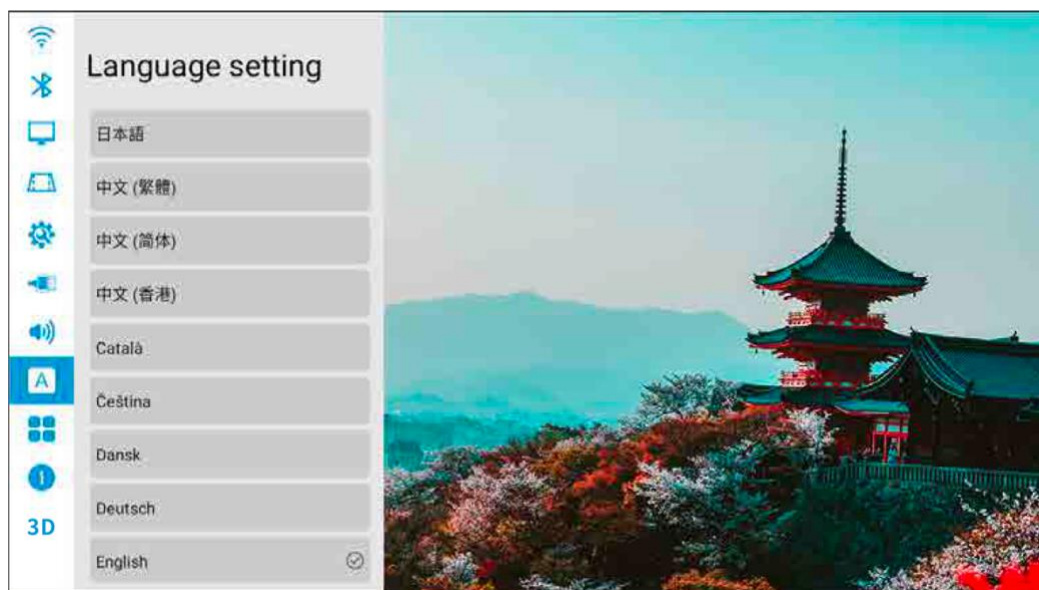 Language setting
日本語
中文 (繁體)
中文 (简体)
中文 (香港)
Català
Čeština
Dansk
Deutsch
English
A
3D